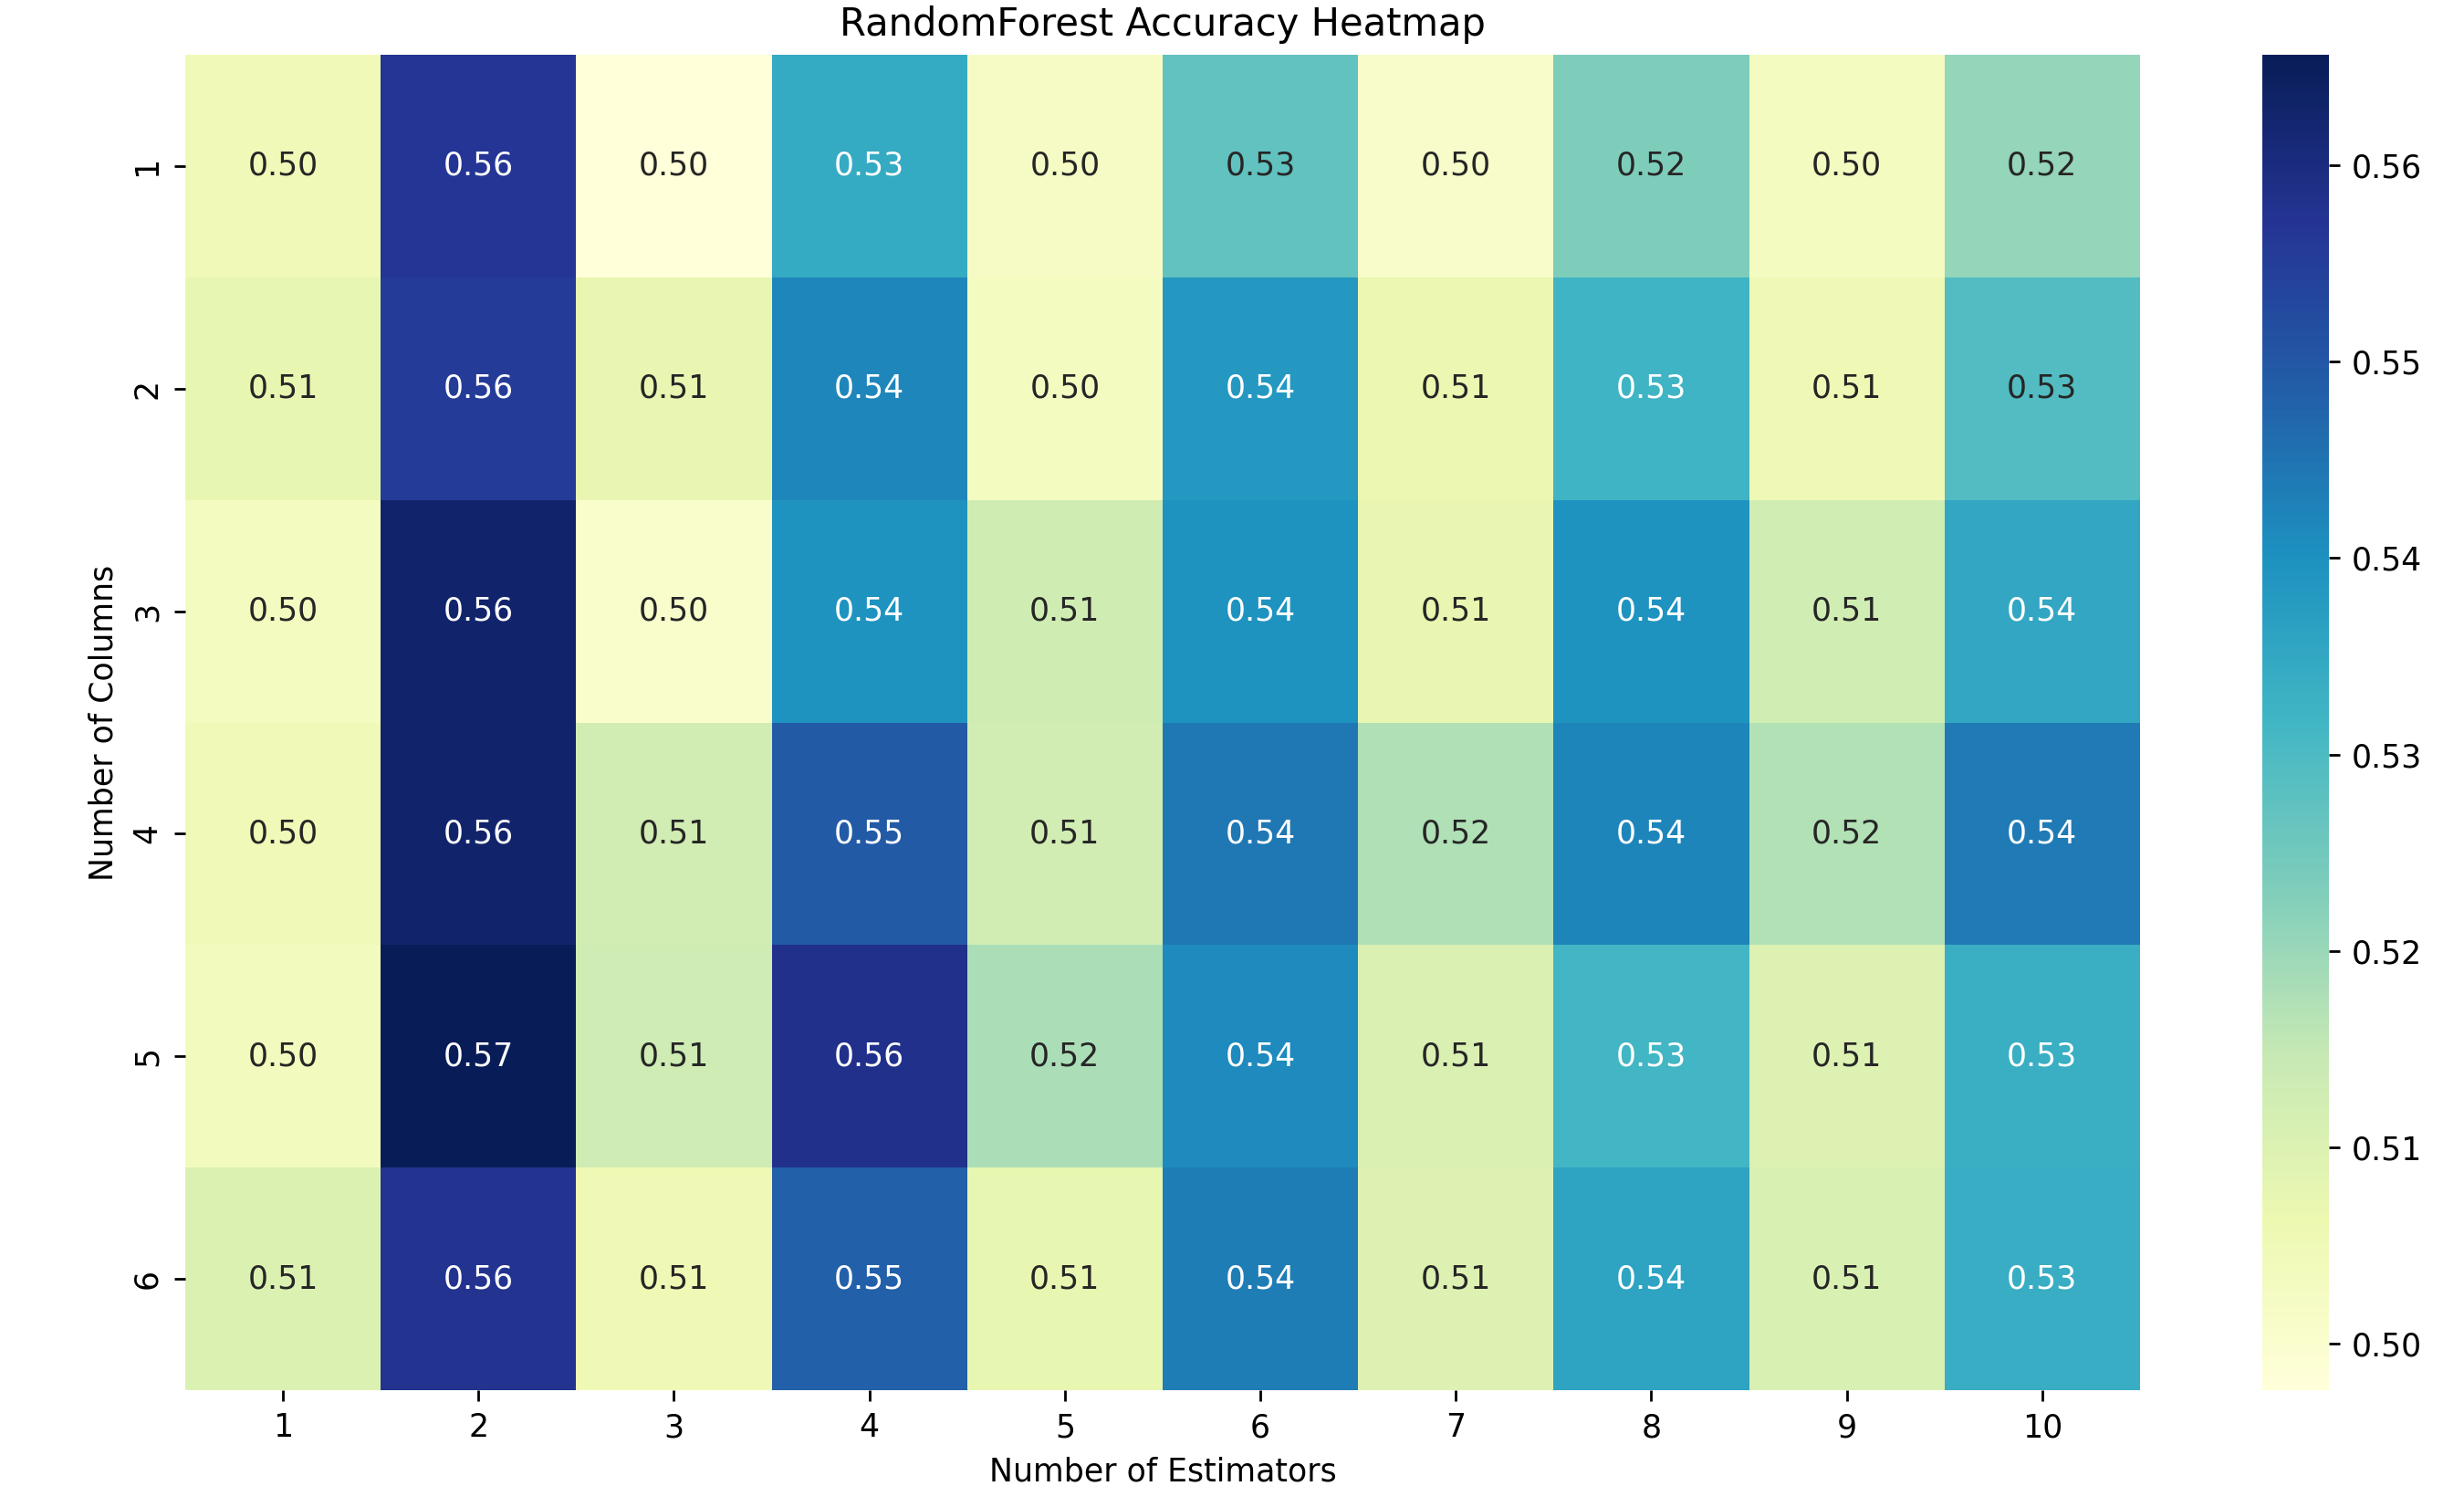 RandomForest Accuracy Heatmap
Number of Columns
1 0.50 0.56 0.50 0.53 0.50 0.53 0.50 0.52 0.50 0.52
2 0.51 0.56 0.51 0.54 0.50 0.54 0.51 0.53 0.51 0.53
3 0.50 0.56 0.50 0.54 0.51 0.54 0.51 0.54 0.51 0.54
4 0.50 0.56 0.51 0.55 0.51 0.54 0.52 0.54 0.52 0.54
5 0.50 0.57 0.51 0.56 0.52 0.54 0.51 0.53 0.51 0.53
6 0.51 0.56 0.51 0.55 0.51 0.54 0.51 0.54 0.51 0.53
1 2 3 4 5 6 7 8 9 10
Number of Estimators
0.56
0.55
0.54
0.53
0.52
0.51
0.50